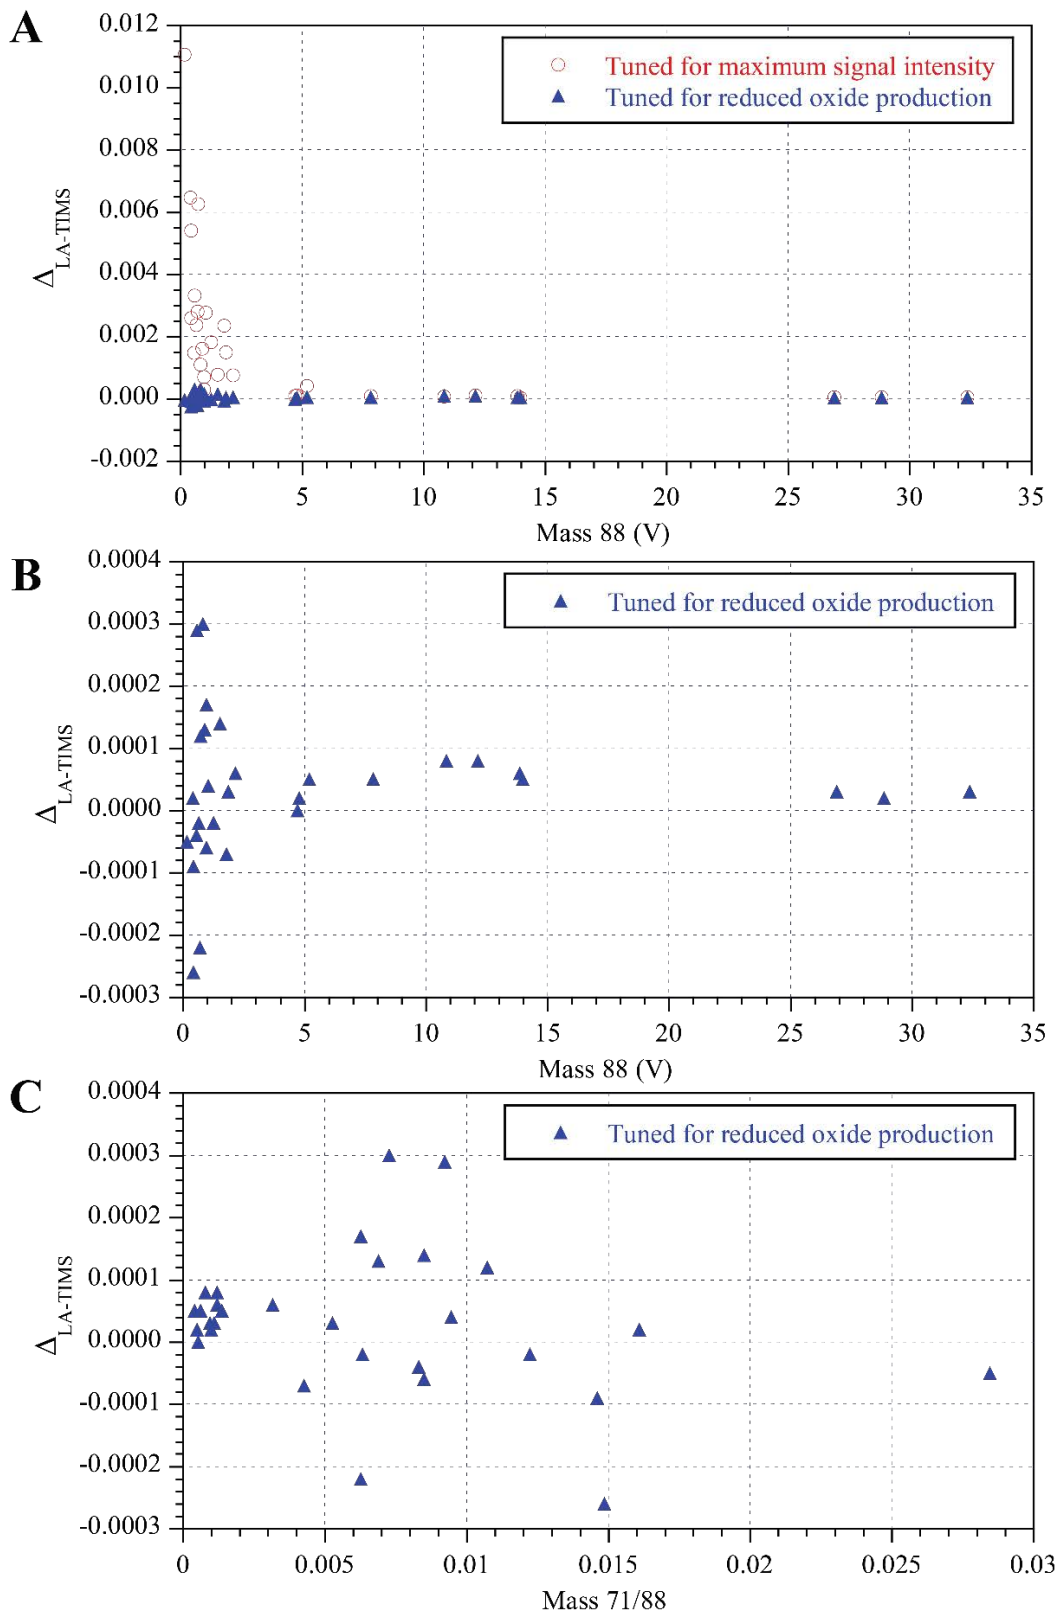 A
0.012
0.010
0.008
0.006
0.004
0.002
0.000
-0.002
Δ LA-TIMS
Tuned for maximum signal intensity
Tuned for reduced oxide production
0 5 10 15 20 25 30 35
Mass 88 (V)
B
0.0004
0.0003
0.0002
0.0001
0.0000
-0.0001
-0.0002
-0.0003
Δ LA-TIMS
Tuned for reduced oxide production
0 5 10 15 20 25 30 35
Mass 88 (V)
C
0.0004
0.0003
0.0002
0.0001
0.0000
-0.0001
-0.0002
-0.0003
Δ LA-TIMS
Tuned for reduced oxide production
0 0.005 0.01 0.015 0.02 0.025 0.03
Mass 71/88